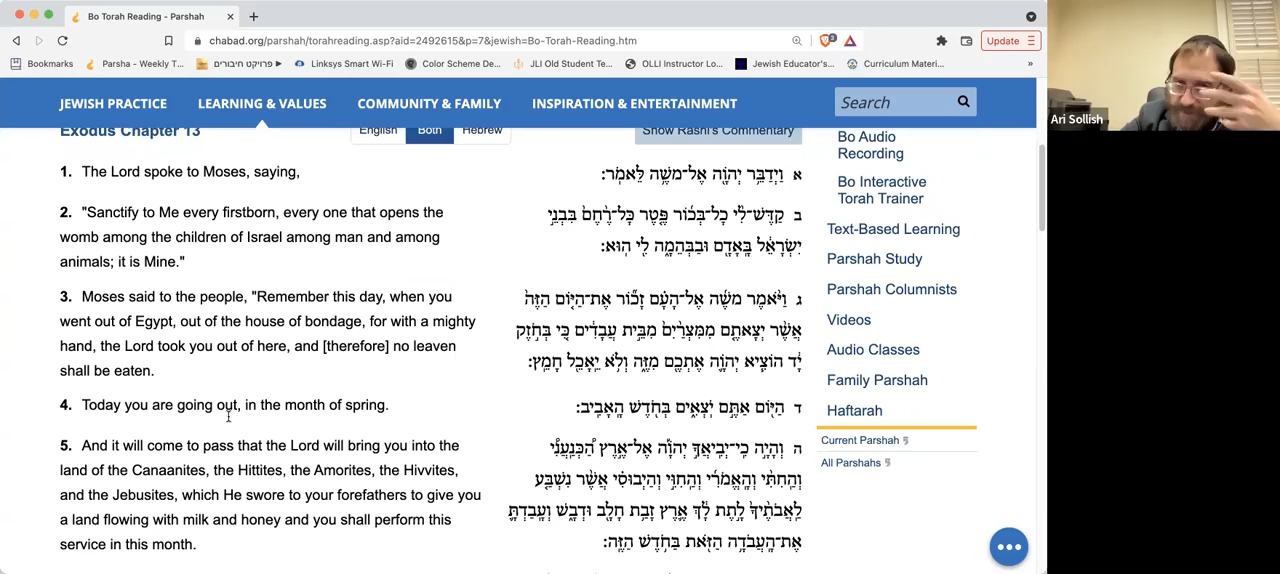 Bo Torah Reading - Parshah
chabad.org/parshah/torahreading.asp?aid=2492615&p=7&jewish=Bo-Torah-Reading.htm
Update
Bookmarks
Parsha - Weekly T...
פרוייקט חיבורים
Linksys Smart Wi-Fi
Color Scheme De...
JLI Old Student Te...
OLLI Instructor Lo...
Jewish Educator's...
Curriculum Materi...
JEWISH PRACTICE
LEARNING & VALUES
COMMUNITY & FAMILY
INSPIRATION & ENTERTAINMENT
Search
Exodus Chapter 13
English
Both
Hebrew
Show Rashi's Commentary
1. The Lord spoke to Moses, saying,
א וַיְדַבֵּ֥ר יְהֹוָ֖ה אֶל־משֶׁ֥ה לֵּאמֹֽר:
2. "Sanctify to Me every firstborn, every one that opens the
womb among the children of Israel among man and among
animals; it is Mine."
ב קַדֶּשׁ־לִ֨י כָל־בְּכ֜וֹר פֶּ֤טֶר כָּל־רֶ֨חֶם֙ בִּבְנֵ֣י
יִשְׂרָאֵ֔ל בָּֽאָדָ֖ם וּבַבְּהֵמָ֑ה לִ֖י הֽוּא:
3. Moses said to the people, "Remember this day, when you
went out of Egypt, out of the house of bondage, for with a mighty
hand, the Lord took you out of here, and [therefore] no leaven
shall be eaten.
ג וַיֹּ֨אמֶר משֶׁ֜ה אֶל־הָעָ֗ם זָכ֞וֹר אֶת־הַיּ֤וֹם הַזֶּה֙
אֲשֶׁ֨ר יְצָאתֶ֤ם מִמִּצְרַ֨יִם֙ מִבֵּ֣ית עֲבָדִ֔ים כִּ֚י בְּחֹ֣זֶק
יָ֔ד הוֹצִ֧יא יְהֹוָ֛ה אֶתְכֶ֖ם מִזֶּ֑ה וְלֹ֥א יֵֽאָכֵ֖ל חָמֵֽץ:
4. Today you are going out, in the month of spring.
ד הַיּ֖וֹם אַתֶּ֣ם יֹֽצְאִ֑ים בְּחֹ֖דֶשׁ הָֽאָבִֽיב:
5. And it will come to pass that the Lord will bring you into the
land of the Canaanites, the Hittites, the Amorites, the Hivvites,
and the Jebusites, which He swore to your forefathers to give you
a land flowing with milk and honey and you shall perform this
service in this month.
ה וְהָיָ֣ה כִֽי־יְבִֽיאֲךָ֣ יְהֹוָ֡ה אֶל־אֶ֣רֶץ הַ֠כְּנַעֲנִ֠י
וְהַֽחִתִּ֨י וְהָֽאֱמֹרִ֜י וְהַֽחִוִּ֣י וְהַיְבוּסִ֗י אֲשֶׁ֨ר נִשְׁבַּ֤ע
לַֽאֲבֹתֶ֨יךָ֙ לָ֣תֶת לָ֔ךְ אֶ֛רֶץ זָבַ֥ת חָלָ֖ב וּדְבָ֑שׁ וְעָֽבַדְתָּ֛
אֶת־הָֽעֲבֹדָ֥ה הַזֹּ֖את בַּחֹ֥דֶשׁ הַזֶּֽה:
Bo Audio
Recording
Bo Interactive
Torah Trainer
Text-Based Learning
Parshah Study
Parshah Columnists
Videos
Audio Classes
Family Parshah
Haftarah
Current Parshah
All Parshahs
Ari Sollish